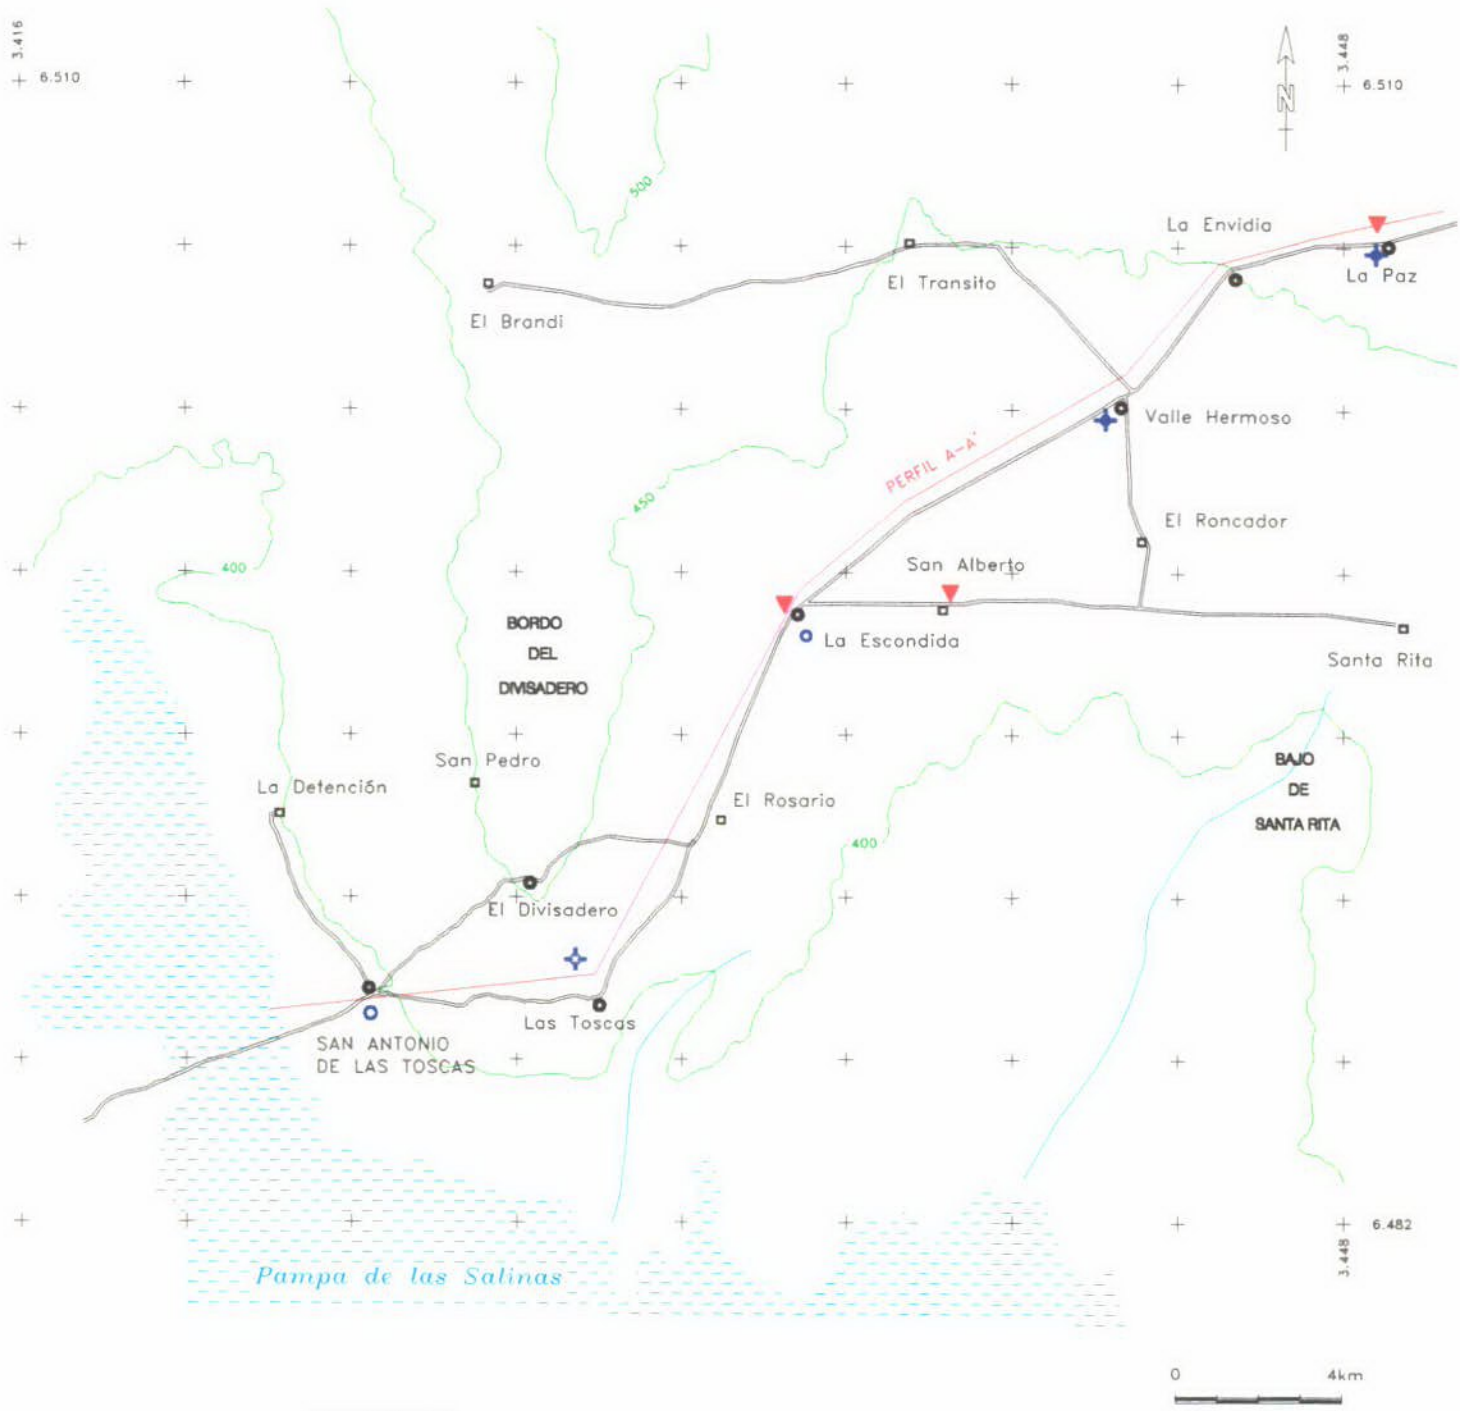 3.416
6.510
3.448
6.510
N
500
La Envidia
La Paz
El Transito
El Brandi
Valle Hermoso
PERFIL A-A'
450
El Roncador
San Alberto
400
BORDO
DEL
DIVISADERO
La Escondida
Santa Rita
San Pedro
La Detención
BAJO
DE
SANTA RITA
El Rosario
400
El Divisadero
Las Toscas
SAN ANTONIO
DE LAS TOSCAS
6.482
3.448
Pampa de las Salinas
0 4km